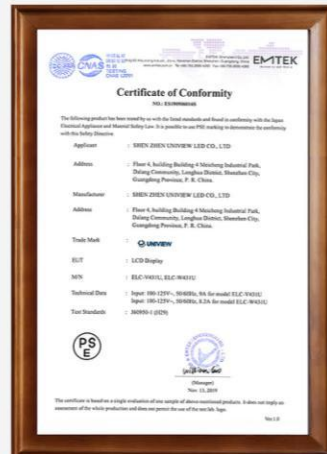 CNAS
TESTING
EMTEK
Certificate of Conformity
The following product has been tested by us with the listed standards and found in conformity with the Japan
Electrical Appliance and Material Safety Law. It is possible to use PSE marking to demonstrate the conformity
with this Safety Directive.
Applicant : SHEN ZHEN UNIVIEW LED CO., LTD
Address : Floor 4, building Building 4 Meisheng Industrial Park,
Dalang Community, Longhua District, Shenzhen City,
Guangdong Province, P. R. China.
Manufacturer : SHEN ZHEN UNIVIEW LED CO., LTD
Address : Floor 4, building Building 4 Meisheng Industrial Park,
Dalang Community, Longhua District, Shenzhen City,
Guangdong Province, P. R. China.
Trade Mark : UNIVIEW
EUT : LCD Display
M/N : ELC-V431U, ELC-W431U
Technical Data : Input: 100-125V~, 50/60Hz, 9A for model ELC-V431U
Input: 100-125V~, 50/60Hz, 8.2A for model ELC-W431U
Test Standards : J60950-1 (H29)
PS
E
(Manager)
Nov. 13, 2019
The certificate is based on a single evaluation of one sample of above-mentioned products. It does not imply an
assessment of the whole production and does not permit the use of the test lab. logo.
Ver.1.0